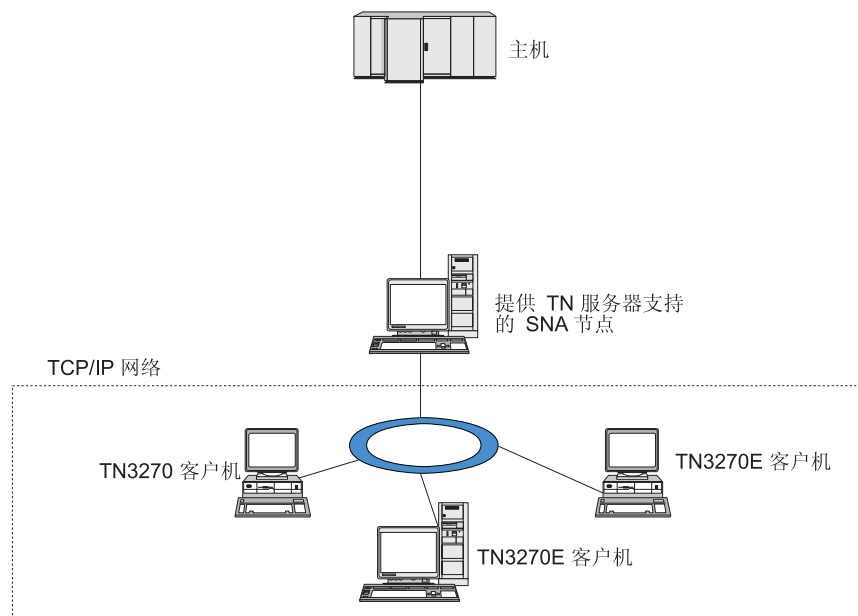 主机
提供 TN 服务器支持
的 SNA 节点
TCP/IP 网络
TN3270 客户机
TN3270E 客户机
TN3270E 客户机